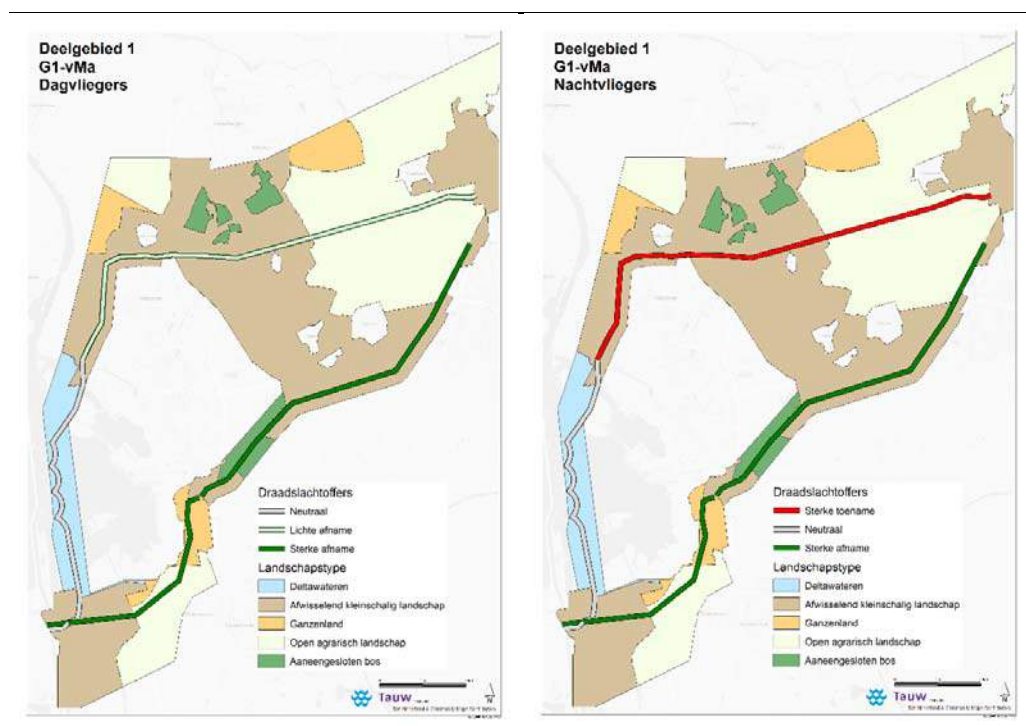 Deelgebied 1
G1-vMa
Dagvliegers
Draadslachtoffers
Neutraal
Lichte afname
Sterke afname
Landschapstype
Deltawateren
Afwisselend kleinschalig landschap
Ganzenland
Open agrarisch landschap
Aaneengesloten bos
Tauw
Deelgebied 1
G1-vMa
Nachtvliegers
Draadslachtoffers
Sterke toename
Neutraal
Sterke afname
Landschapstype
Deltawateren
Afwisselend kleinschalig landschap
Ganzenland
Open agrarisch landschap
Aaneengesloten bos
Tauw